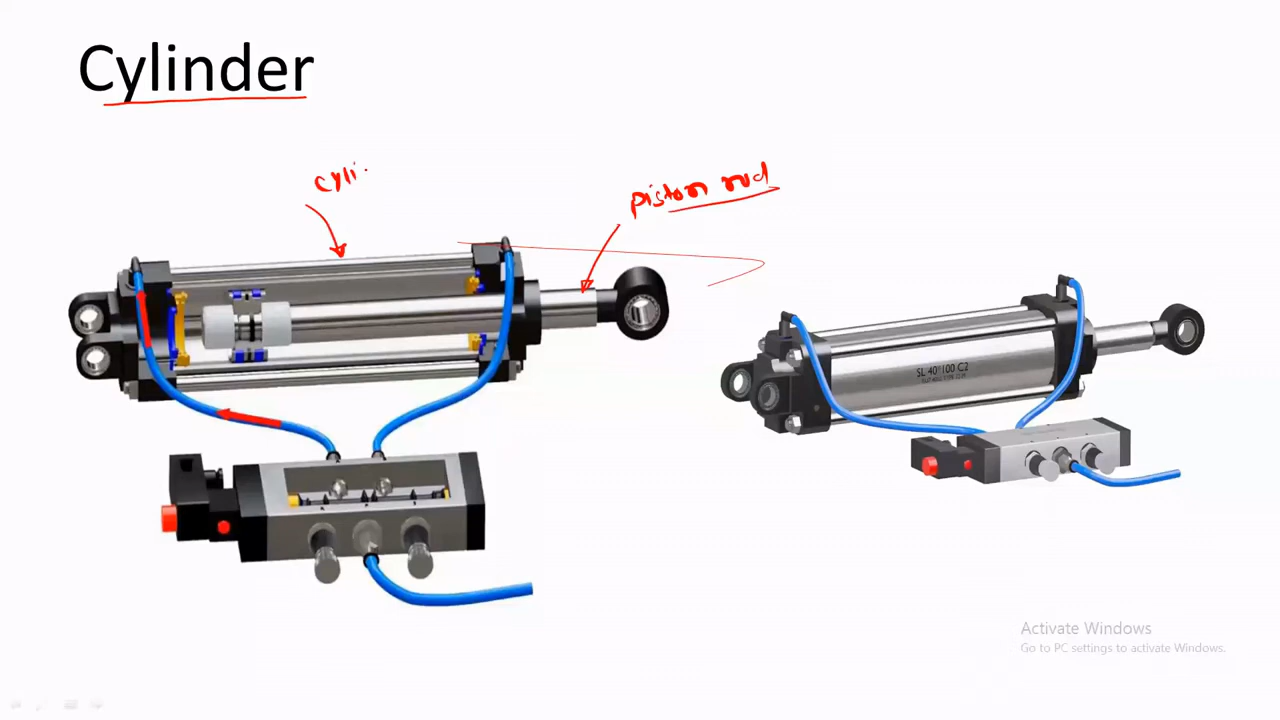 Cylinder
cyli
piston rod
SL 40*100 C2
Activate Windows
Go to PC settings to activate Windows.